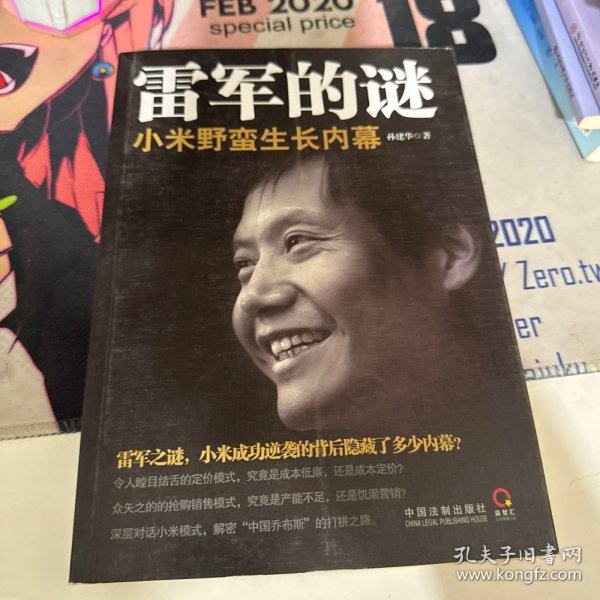 FEB 2020
special price
18
雷军的谜
小米野蛮生长内幕
孙建华 著
2020
Zero.tw
er
雷军之谜，小米成功逆袭的背后隐藏了多少内幕？
令人瞠目结舌的定价模式，究竟是成本低廉，还是成本定价？
众矢之的的抢购销售模式，究竟是产能不足，还是饥渴营销？
深层对话小米模式，解密“中国乔布斯”的打拼之路。
中国法制出版社
CHINA LEGAL PUBLISHING HOUSE
益智汇
孔夫子旧书网
www.kongfz.com